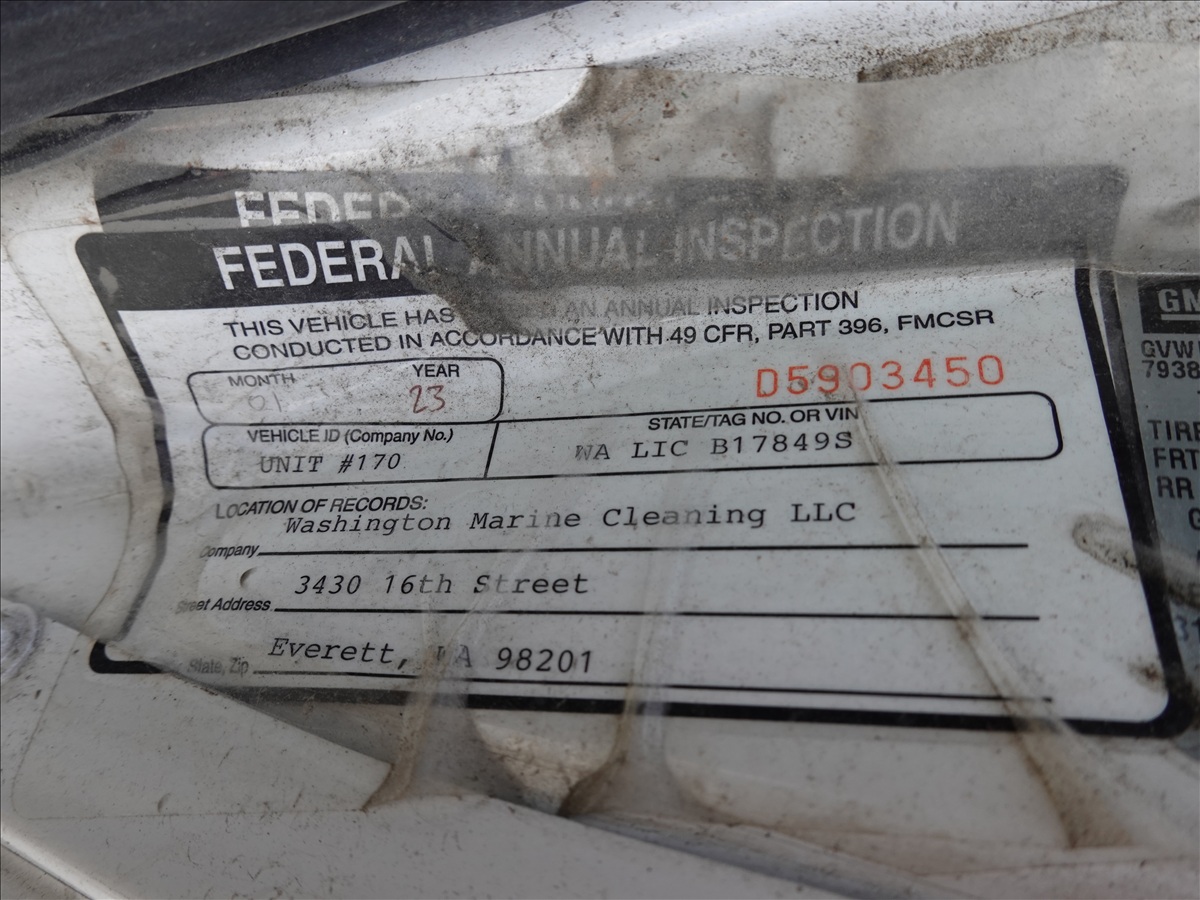 FEDERAL ANNUAL INSPECTION
THIS VEHICLE HAS AN ANNUAL INSPECTION
CONDUCTED IN ACCORDANCE WITH 49 CFR, PART 396, FMCSR
MONTH YEAR
01 23
D5903450
VEHICLE ID (Company No.)
UNIT #170
STATE/TAG NO. OR VIN
WA LIC B17849S
LOCATION OF RECORDS:
Washington Marine Cleaning LLC
Company
3430 16th Street
Street Address
Everett, WA 98201
State, Zip
GM
GVW
7938
TIRE
FRT
RR